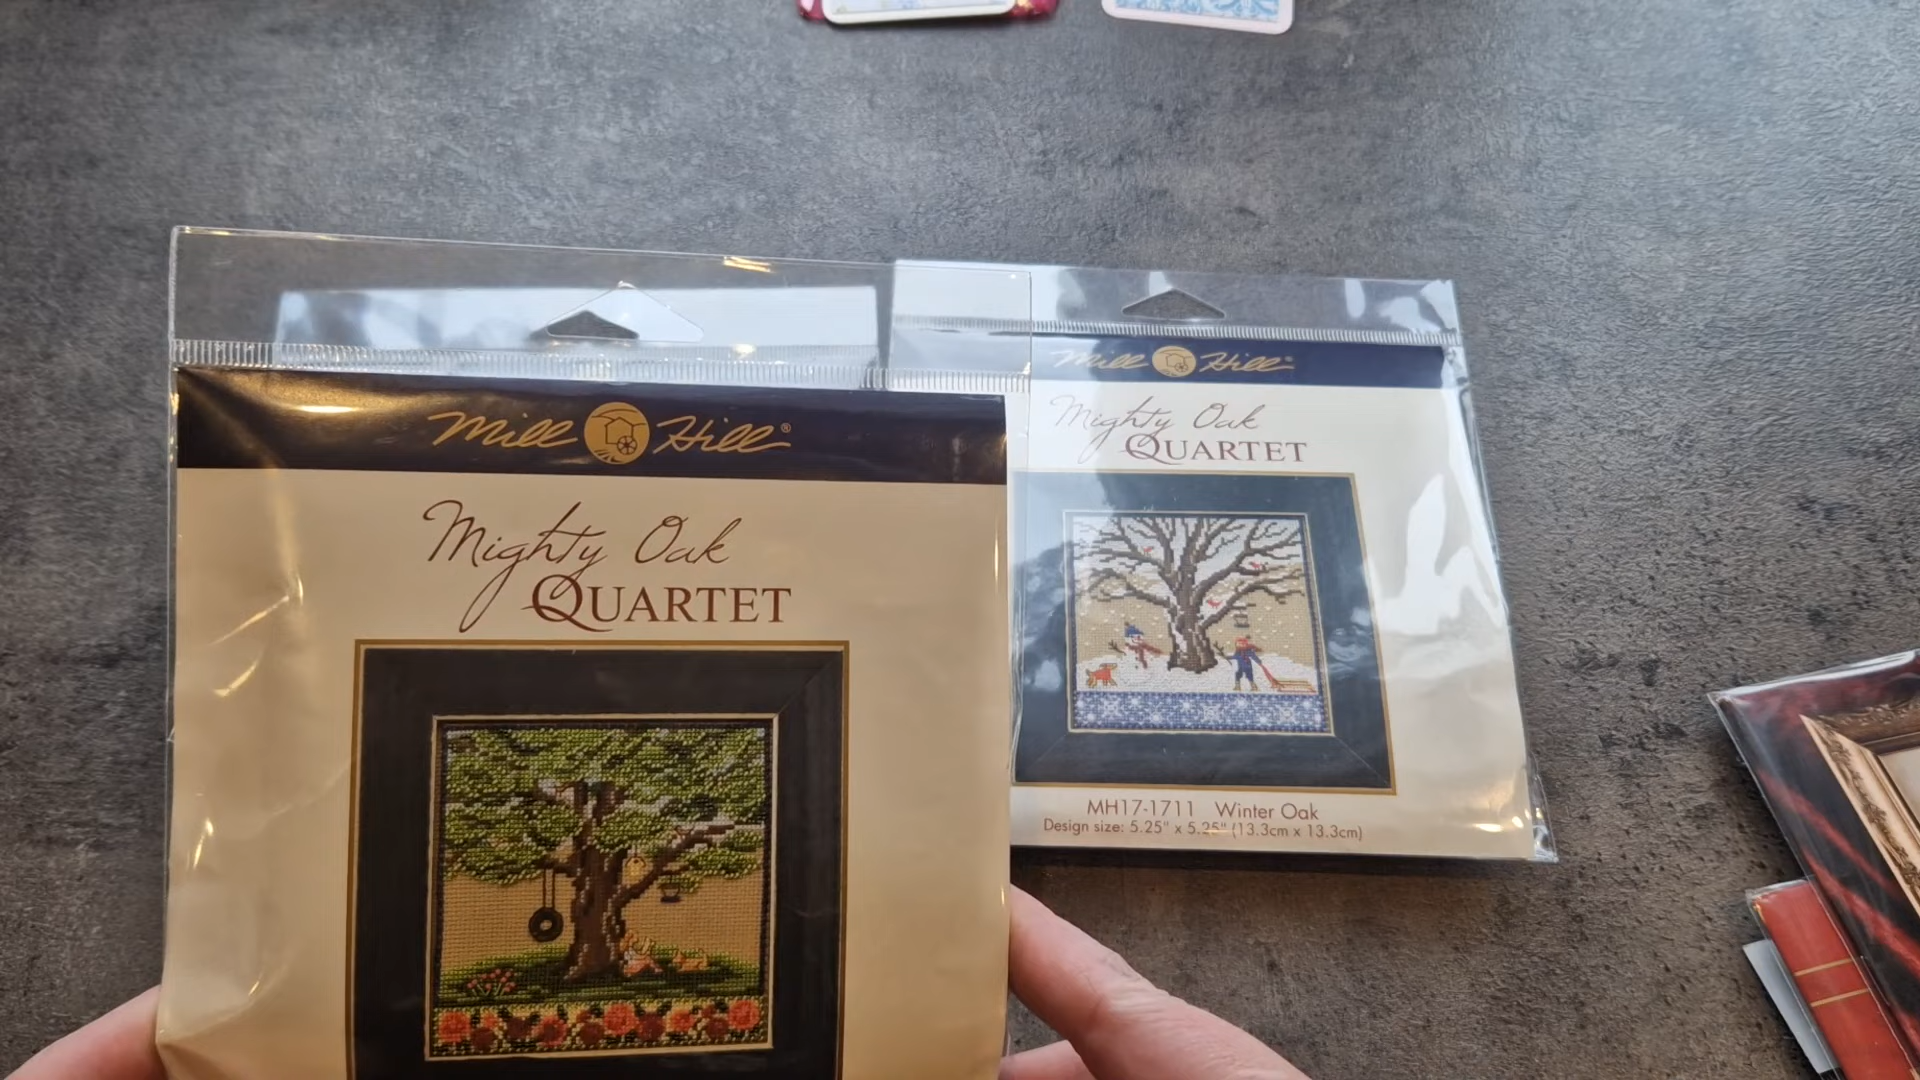 Mill Hill®
Mighty Oak
QUARTET
Mill Hill®
Mighty Oak
QUARTET
MH17-1711 Winter Oak
Design size: 5.25" x 5.25" (13.3cm x 13.3cm)